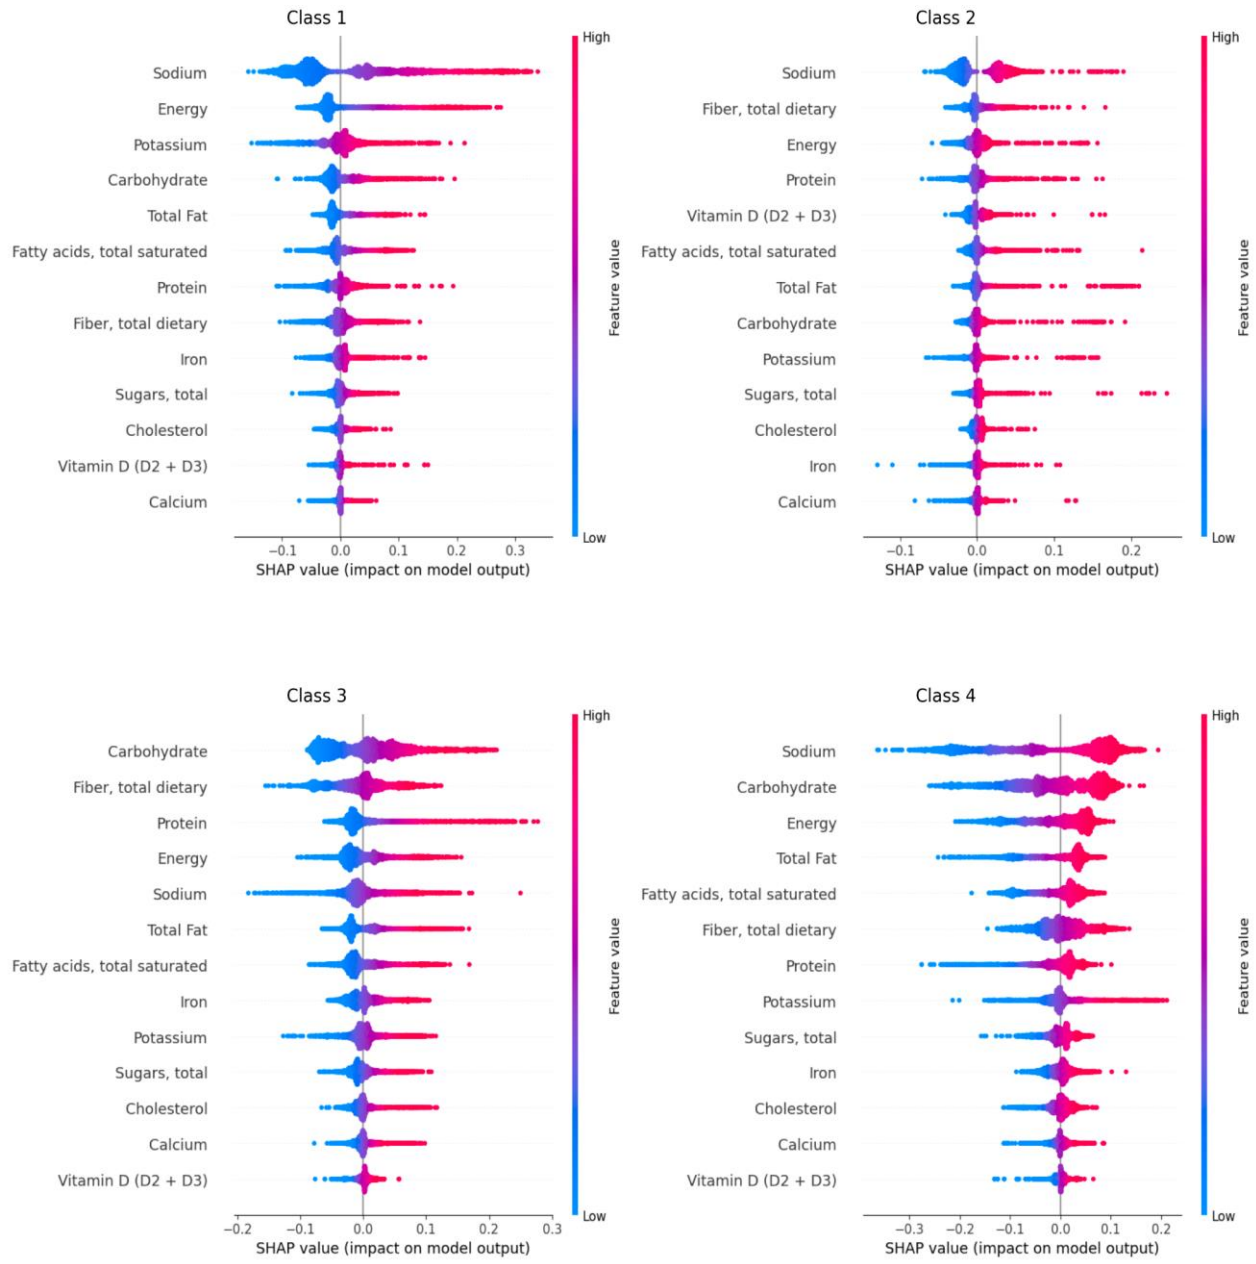 Class 1
High
Sodium
Energy
Potassium
Carbohydrate
Total Fat
Fatty acids, total saturated
Protein
Fiber, total dietary
Iron
Sugars, total
Cholesterol
Vitamin D (D2 + D3)
Calcium
Low
Feature value
−0.1 0.0 0.1 0.2 0.3
SHAP value (impact on model output)
Class 2
High
Sodium
Fiber, total dietary
Energy
Protein
Vitamin D (D2 + D3)
Fatty acids, total saturated
Total Fat
Carbohydrate
Potassium
Sugars, total
Cholesterol
Iron
Calcium
Low
Feature value
−0.1 0.0 0.1 0.2
SHAP value (impact on model output)
Class 3
High
Carbohydrate
Fiber, total dietary
Protein
Energy
Sodium
Total Fat
Fatty acids, total saturated
Iron
Potassium
Sugars, total
Cholesterol
Calcium
Vitamin D (D2 + D3)
Low
Feature value
−0.2 −0.1 0.0 0.1 0.2 0.3
SHAP value (impact on model output)
Class 4
High
Sodium
Carbohydrate
Energy
Total Fat
Fatty acids, total saturated
Fiber, total dietary
Protein
Potassium
Sugars, total
Iron
Cholesterol
Calcium
Vitamin D (D2 + D3)
Low
Feature value
−0.3 −0.2 −0.1 0.0 0.1 0.2
SHAP value (impact on model output)